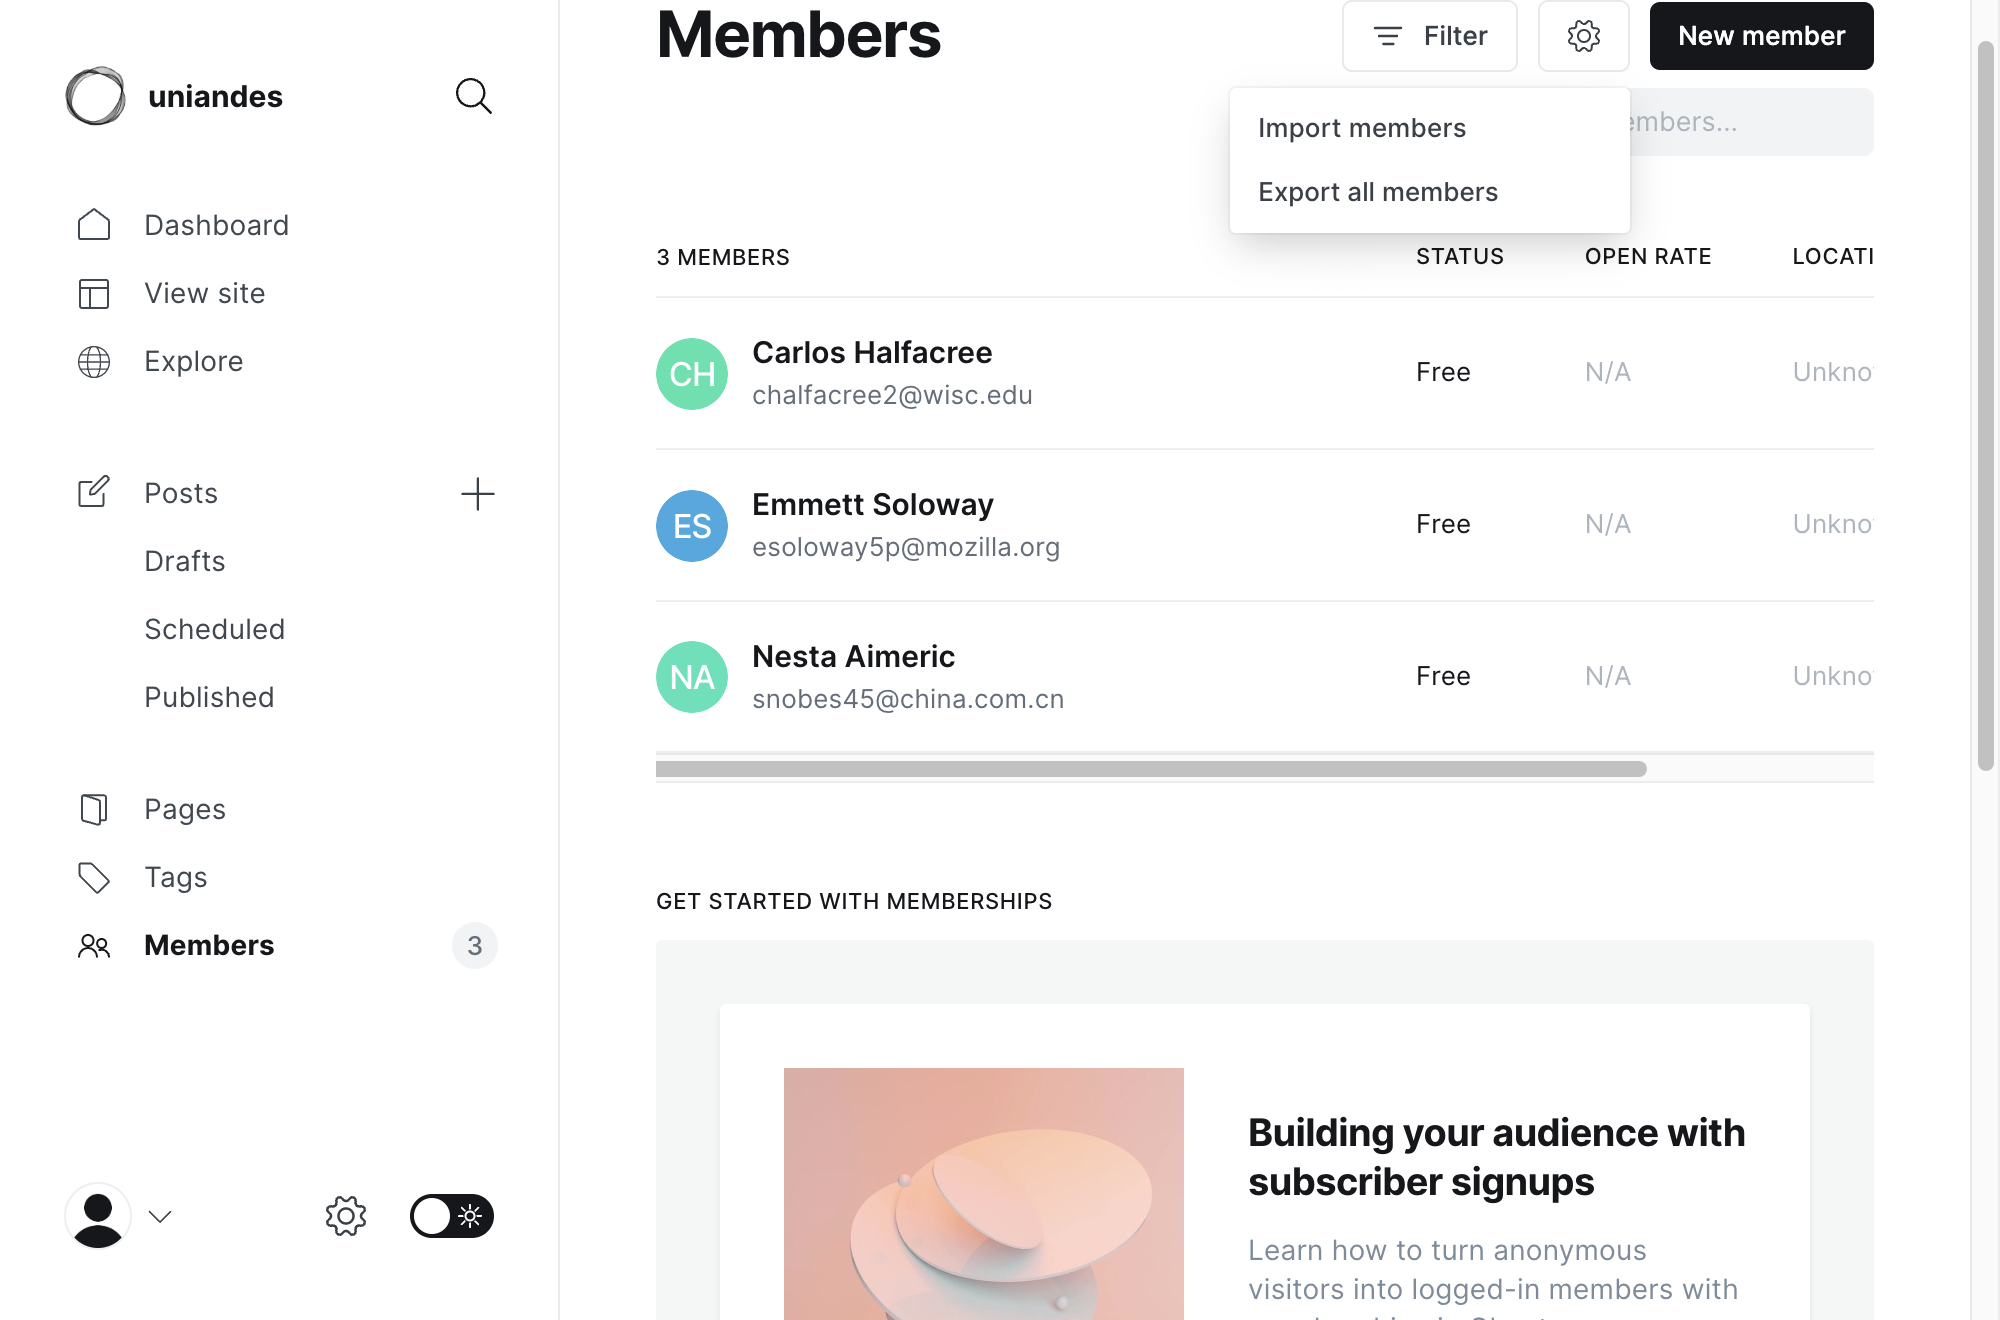 uniandes
Dashboard
View site
Explore
Posts
Drafts
Scheduled
Published
Pages
Tags
Members 3
Members
Filter
New member
Import members
Export all members
embers...
3 MEMBERS STATUS OPEN RATE LOCATI
CH Carlos Halfacree
chalfacree2@wisc.edu
Free N/A Unkno
ES Emmett Soloway
esoloway5p@mozilla.org
Free N/A Unkno
NA Nesta Aimeric
snobes45@china.com.cn
Free N/A Unkno
GET STARTED WITH MEMBERSHIPS
Building your audience with
subscriber signups
Learn how to turn anonymous
visitors into logged-in members with